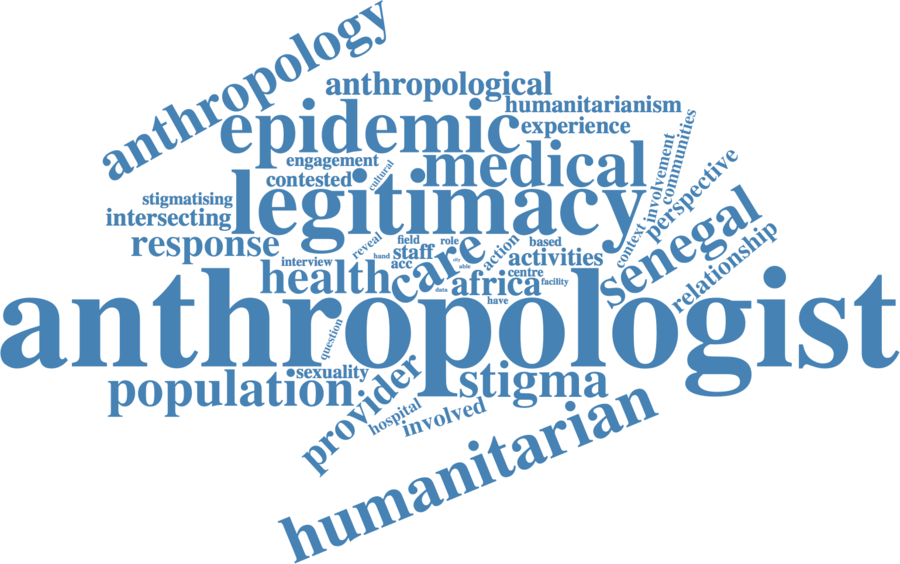 anthropology
anthropological
humanitarianism
epidemic
experience
engagement
medical
contested
cultural
involvement
communities
perspective
context
stigmatising
legitimacy
intersecting
senegal
response
reveal
field
role
action
based
relationship
hand
staff
care
city
able
activities
interview
acc
centre
health
data
africa
facility
have
anthropologist
question
sexuality
population
provider
stigma
hospital
involved
humanitarian